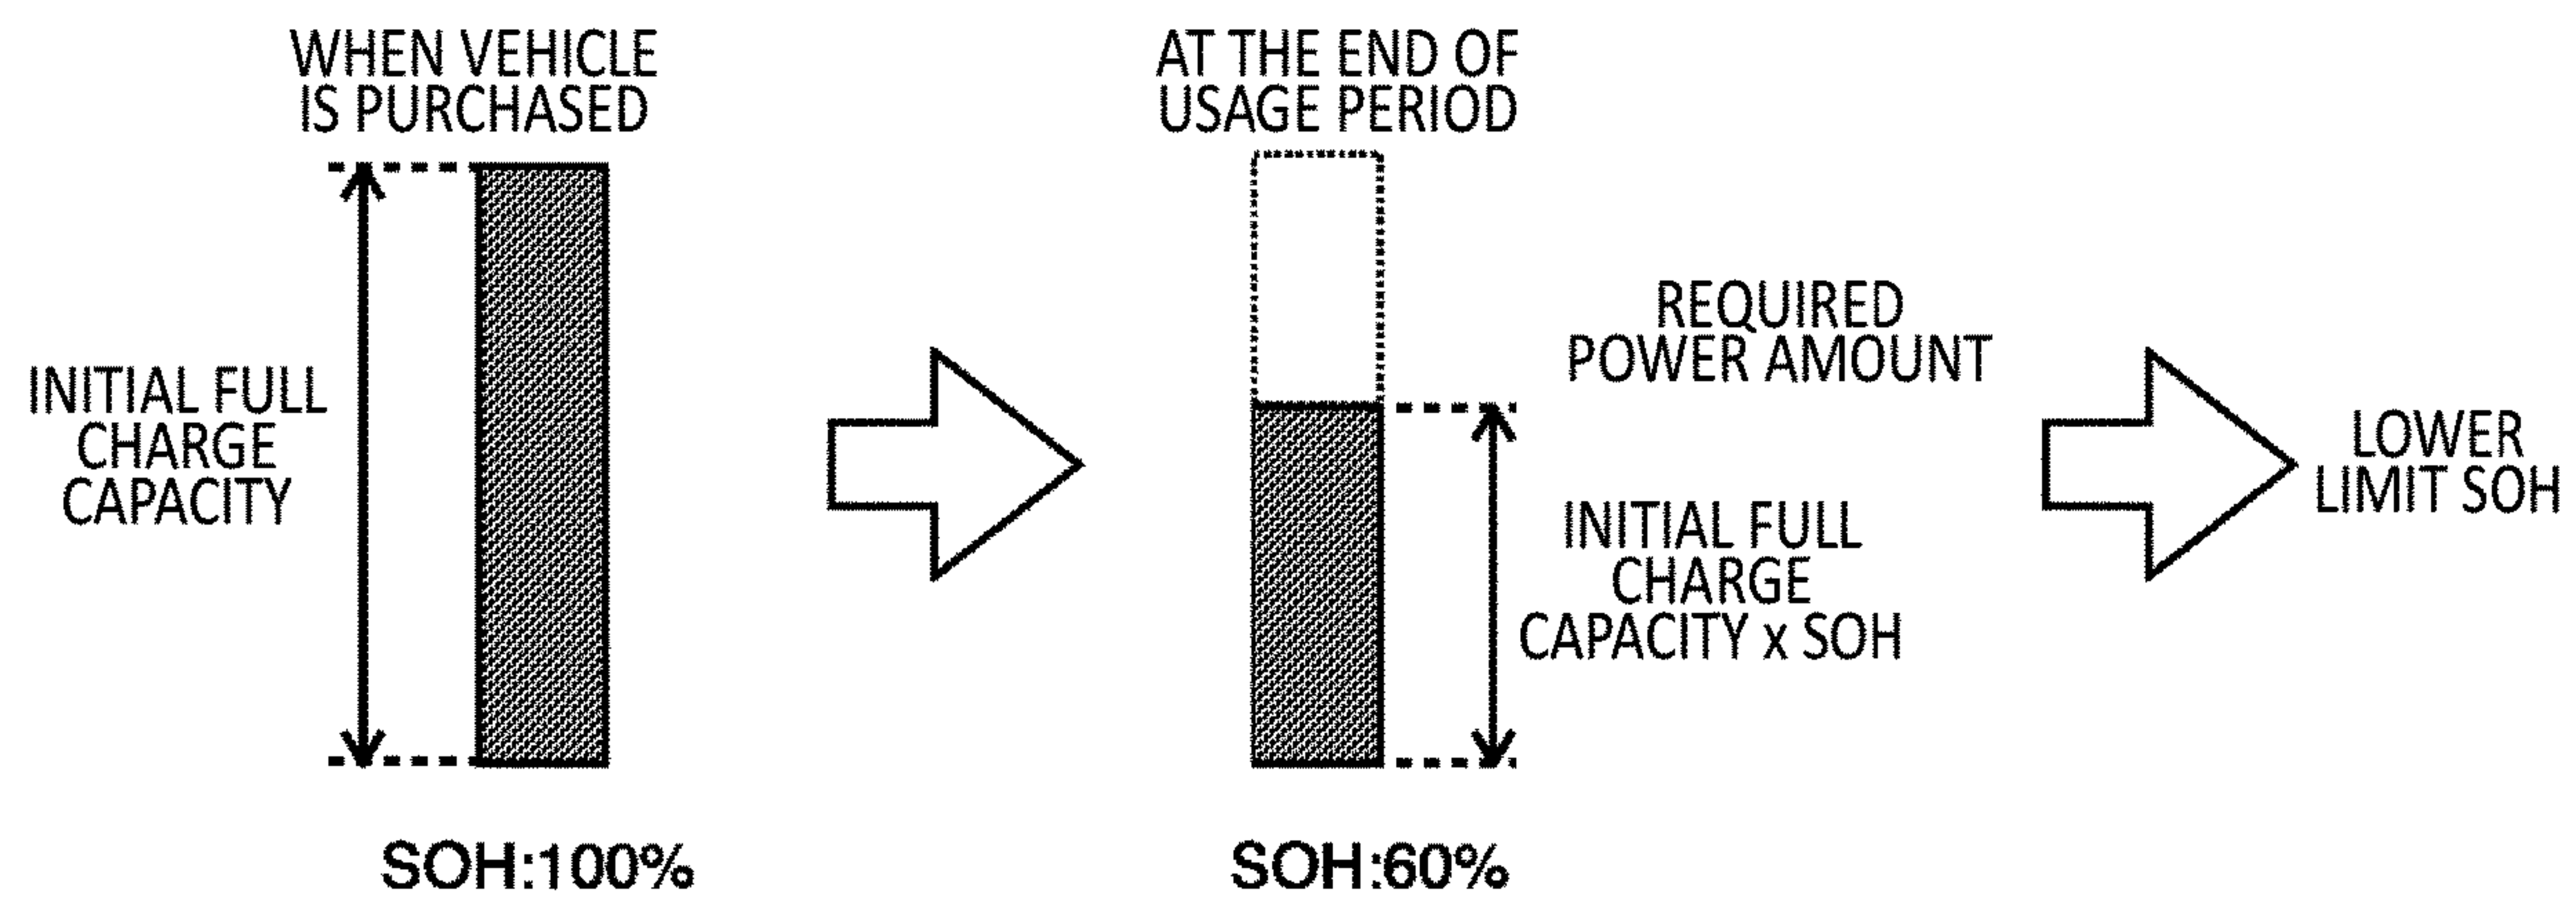 WHEN VEHICLE
IS PURCHASED
INITIAL FULL
CHARGE
CAPACITY
SOH:100%
AT THE END OF
USAGE PERIOD
REQUIRED
POWER AMOUNT
INITIAL FULL
CHARGE
CAPACITY x SOH
SOH:60%
LOWER
LIMIT SOH